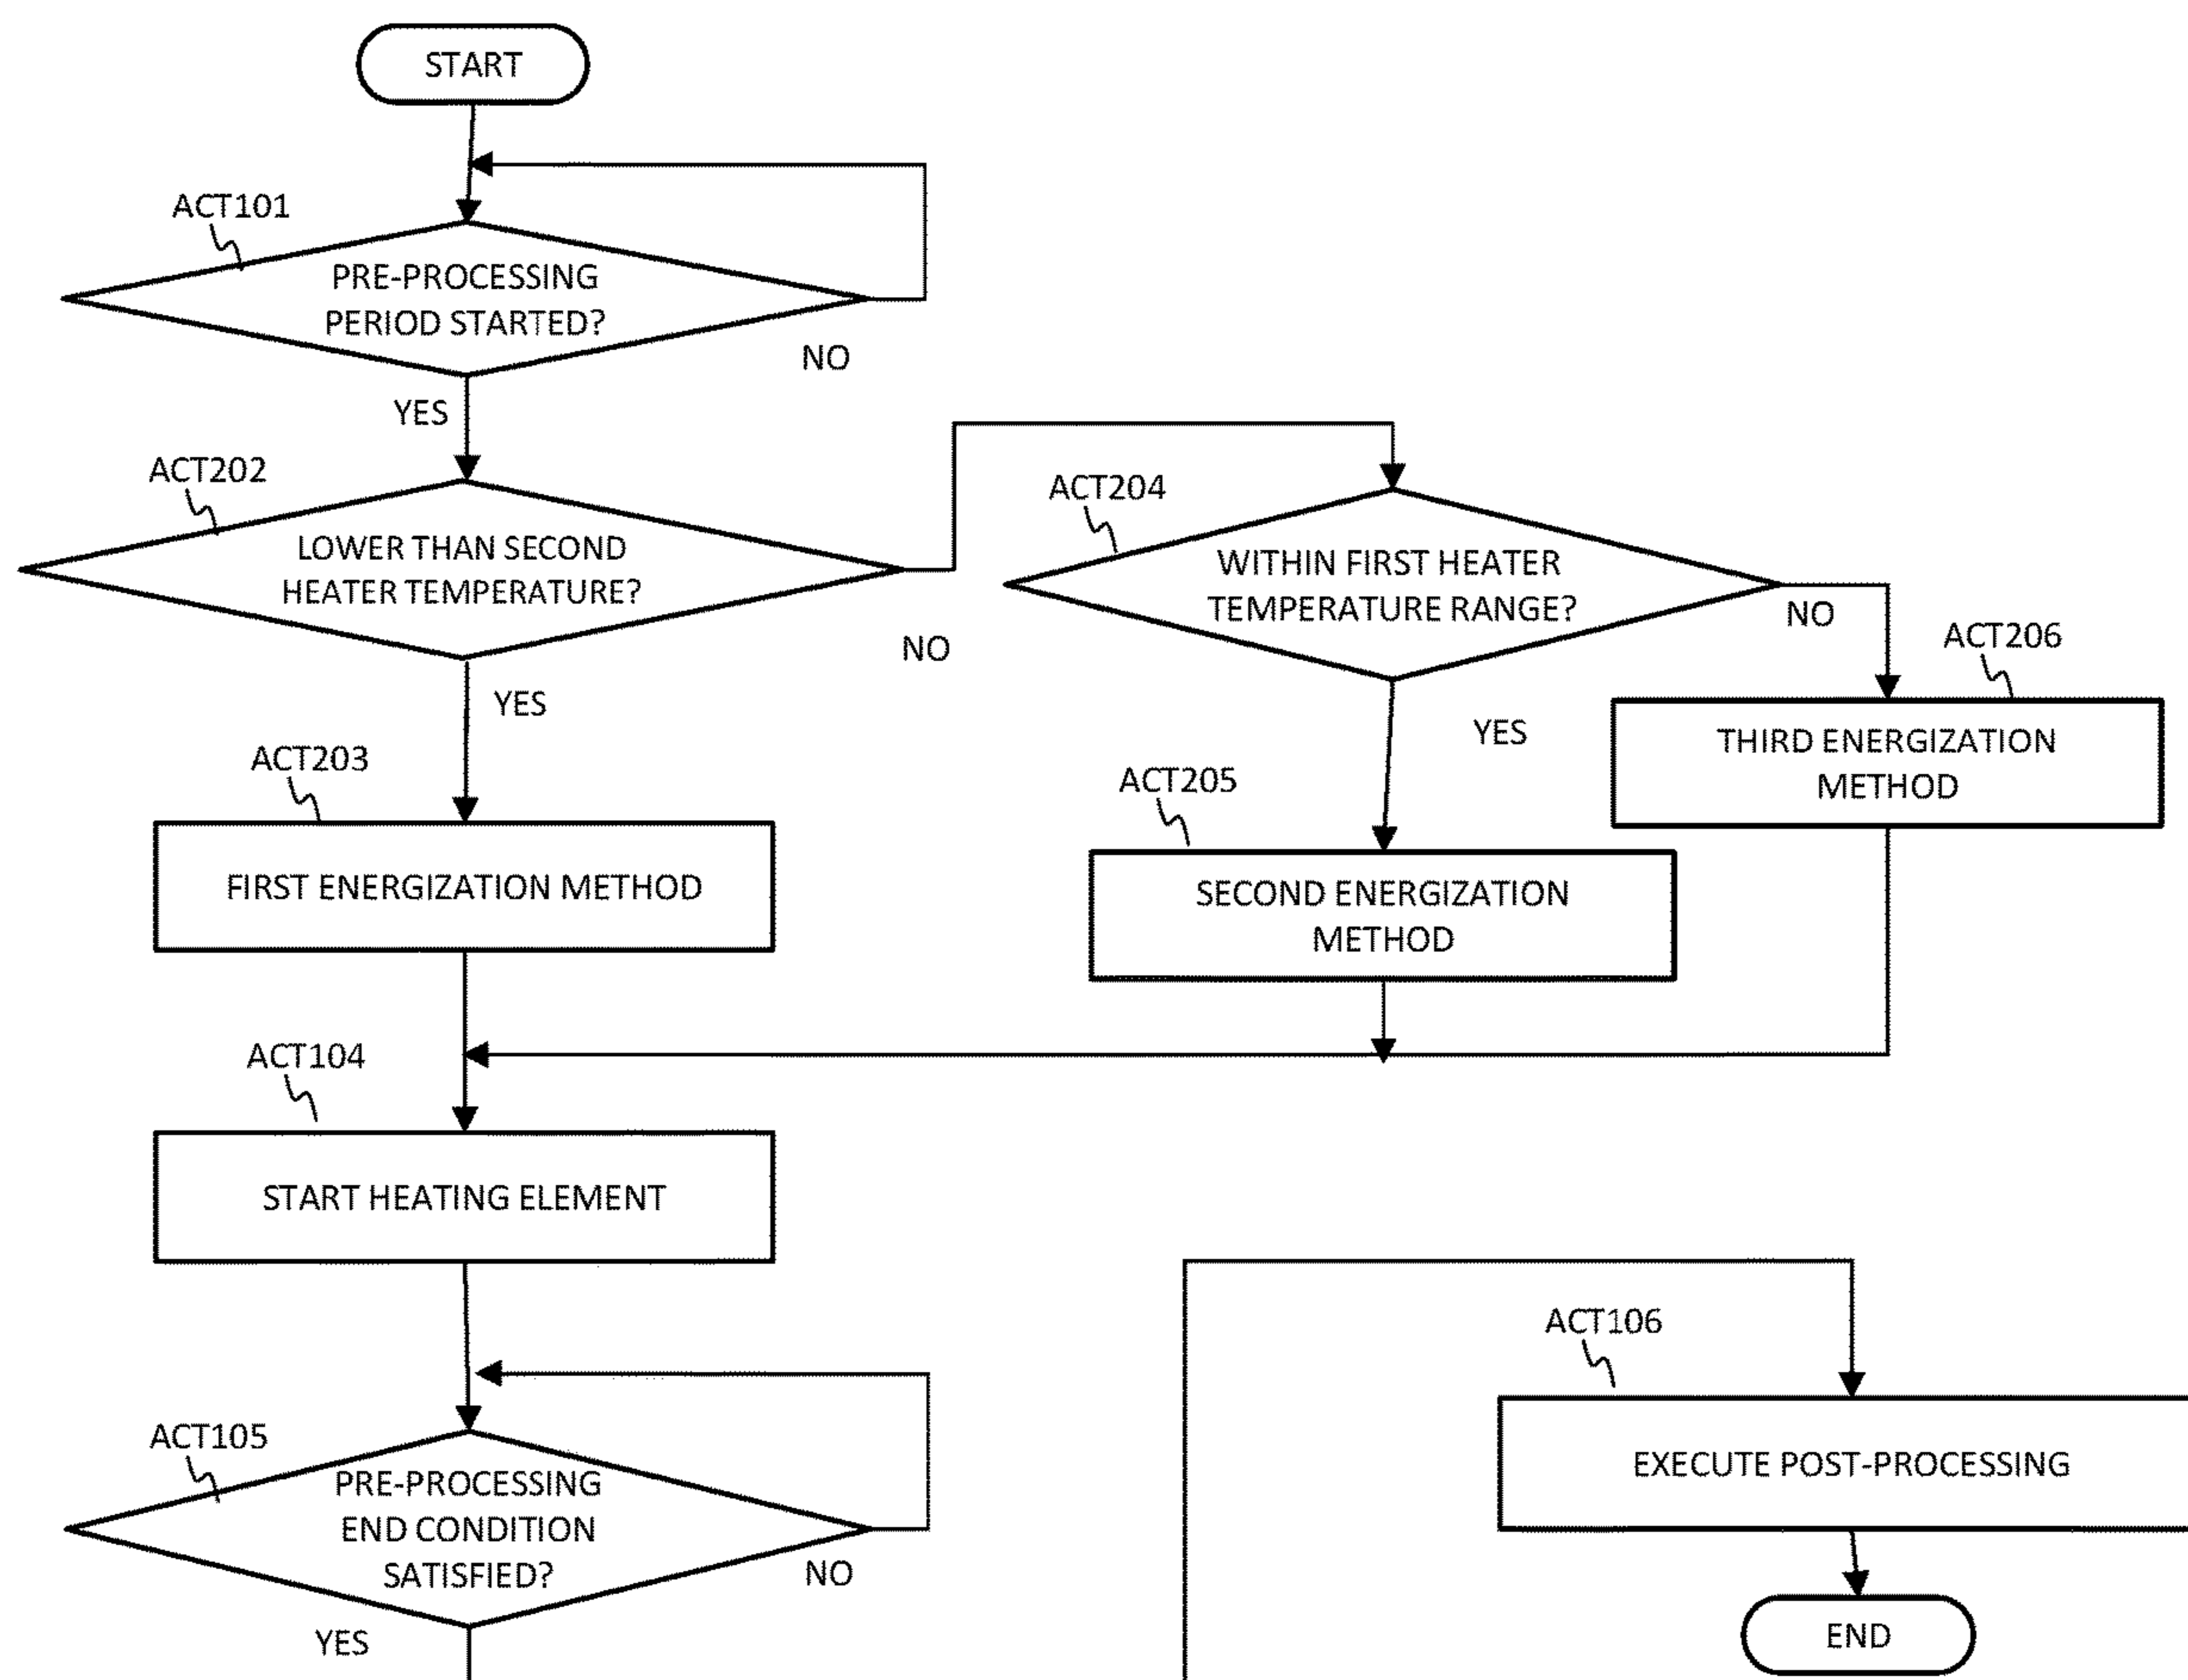 START
ACT101
PRE-PROCESSING
PERIOD STARTED?
NO
YES
ACT202
LOWER THAN SECOND
HEATER TEMPERATURE?
NO
YES
ACT204
WITHIN FIRST HEATER
TEMPERATURE RANGE?
NO
YES
ACT206
THIRD ENERGIZATION
METHOD
ACT203
FIRST ENERGIZATION METHOD
ACT205
SECOND ENERGIZATION
METHOD
ACT104
START HEATING ELEMENT
ACT105
PRE-PROCESSING
END CONDITION
SATISFIED?
NO
YES
ACT106
EXECUTE POST-PROCESSING
END